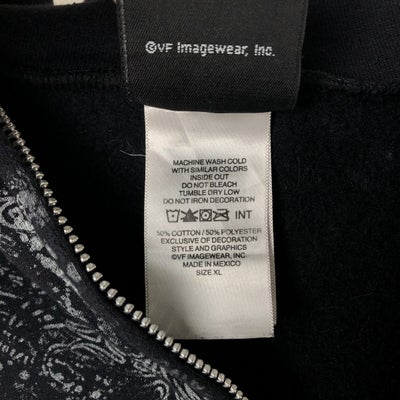 ©VF Imagewear, Inc.
MACHINE WASH COLD
WITH SIMILAR COLORS
INSIDE OUT
DO NOT BLEACH
TUMBLE DRY LOW
DO NOT IRON DECORATION
INT
50% COTTON / 50% POLYESTER
EXCLUSIVE OF DECORATION
STYLE AND GRAPHICS
©VF IMAGEWEAR, INC
MADE IN MEXICO
SIZE XL